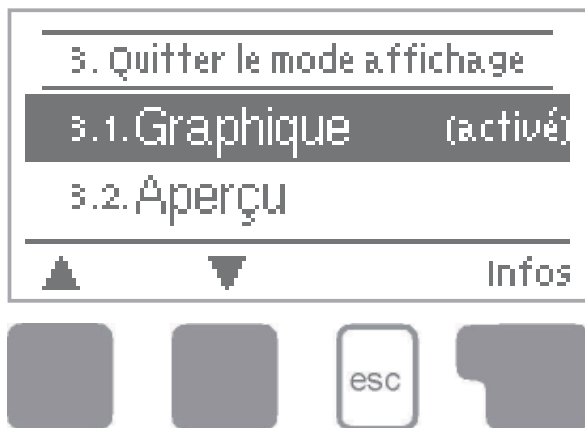 3. Quitter le mode affichage
3.1. Graphique (activé)
3.2. Aperçu
Infos
esc